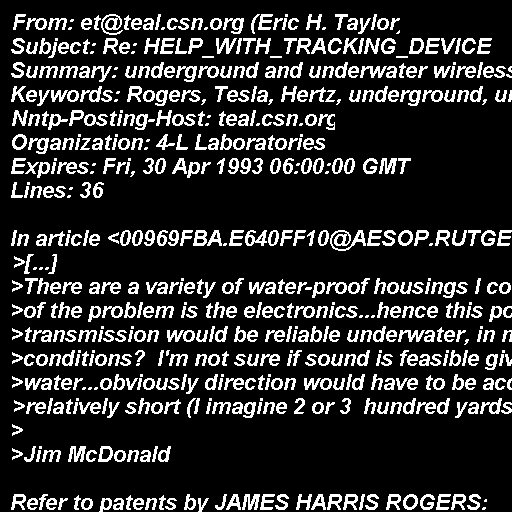 From: et@teal.csn.org (Eric H. Taylor
Subject: Re: HELP_WITH_TRACKING_DEVICE
Summary: underground and underwater wireless
Keywords: Rogers, Tesla, Hertz, underground,
Nntp-Posting-Host: teal.csn.org
Organization: 4-L Laboratories
Expires: Fri, 30 Apr 1993 06:00:00 GMT
Lines: 36

In article <00969FBA.E640FF10@AESOP.RUTGE
>[...]
>There are a variety of water-proof housings I
>of the problem is the electronics...hence this
>transmission would be reliable underwater, in
>conditions?  I'm not sure if sound is feasible
>water...obviously direction would have to be
>relatively short (I imagine 2 or 3  hundred yards
>
>Jim McDonald

Refer to patents by JAMES HARRIS ROGERS: